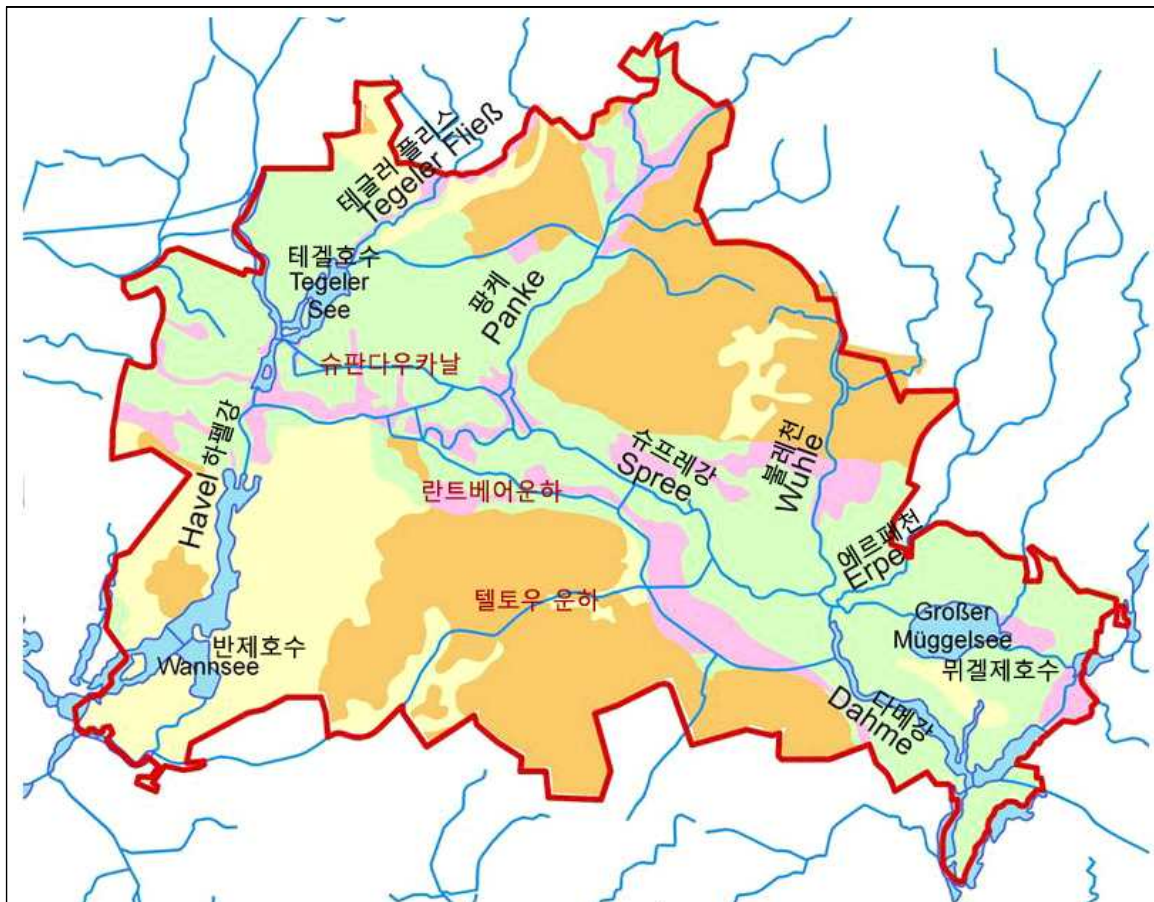 테글러 플리스
Tegeler Fließ
테겔호수
Tegeler
See
팡케
Panke
슈판다우카날
Havel 하펠강
슈프레강
Spree
불레천
Wuhle
란트베어운하
에르페천
Erpe
텔토우 운하
Großer
Müggelsee
뮈겔제호수
반제호수
Wannsee
다메강
Dahme